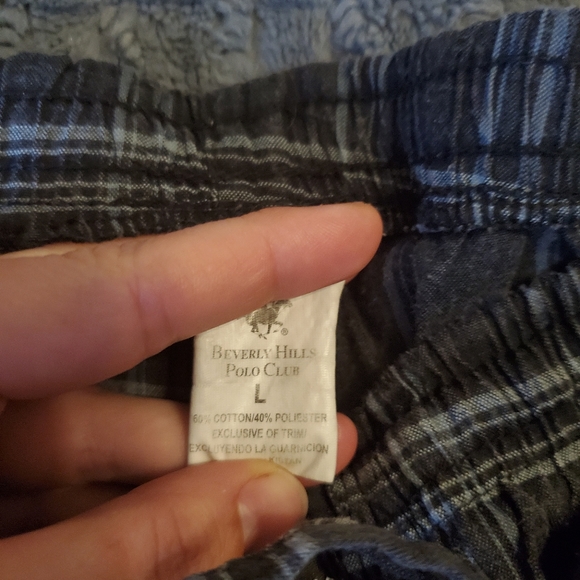 ®
BEVERLY HILLS
POLO CLUB
L
60% COTTON/40% POLIESTER
EXCLUSIVE OF TRIM/
EXCLUYENDO LA GUARNICION